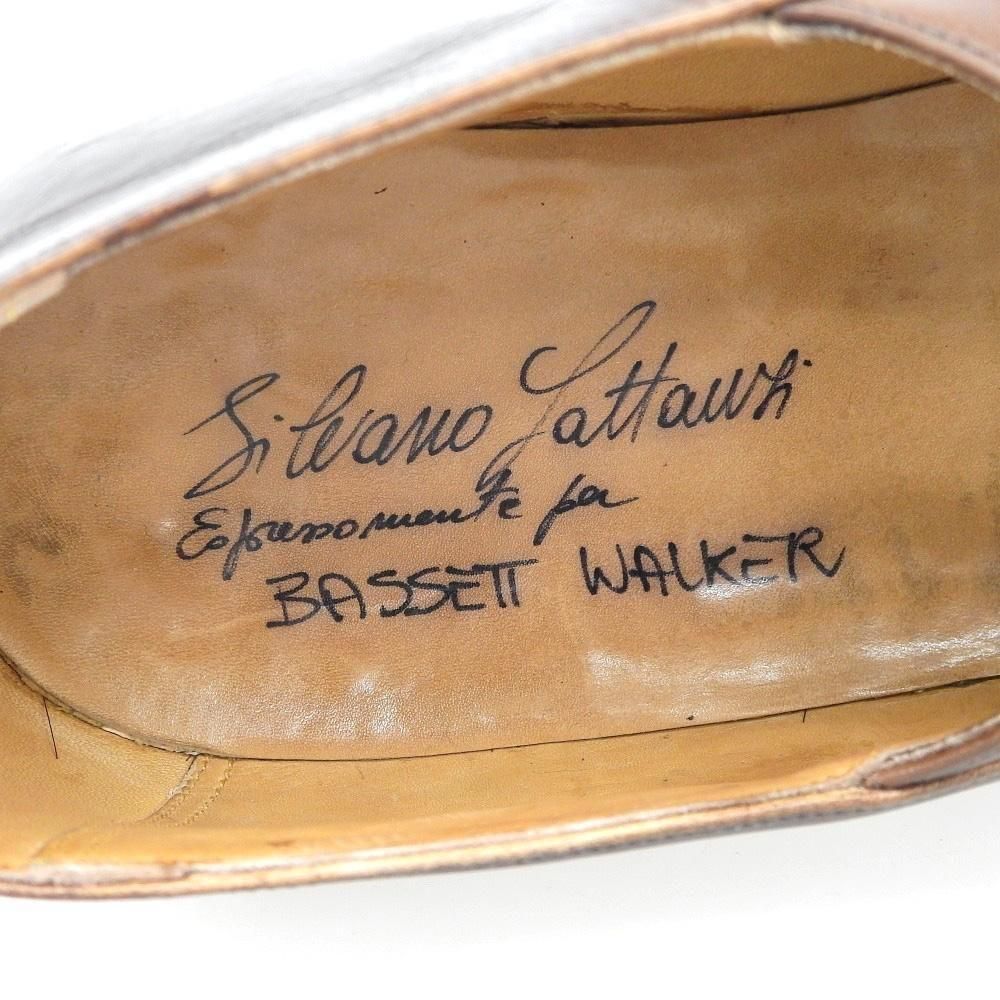 Silvano Lattanzi
Espressamente per
BASSETT WALKER